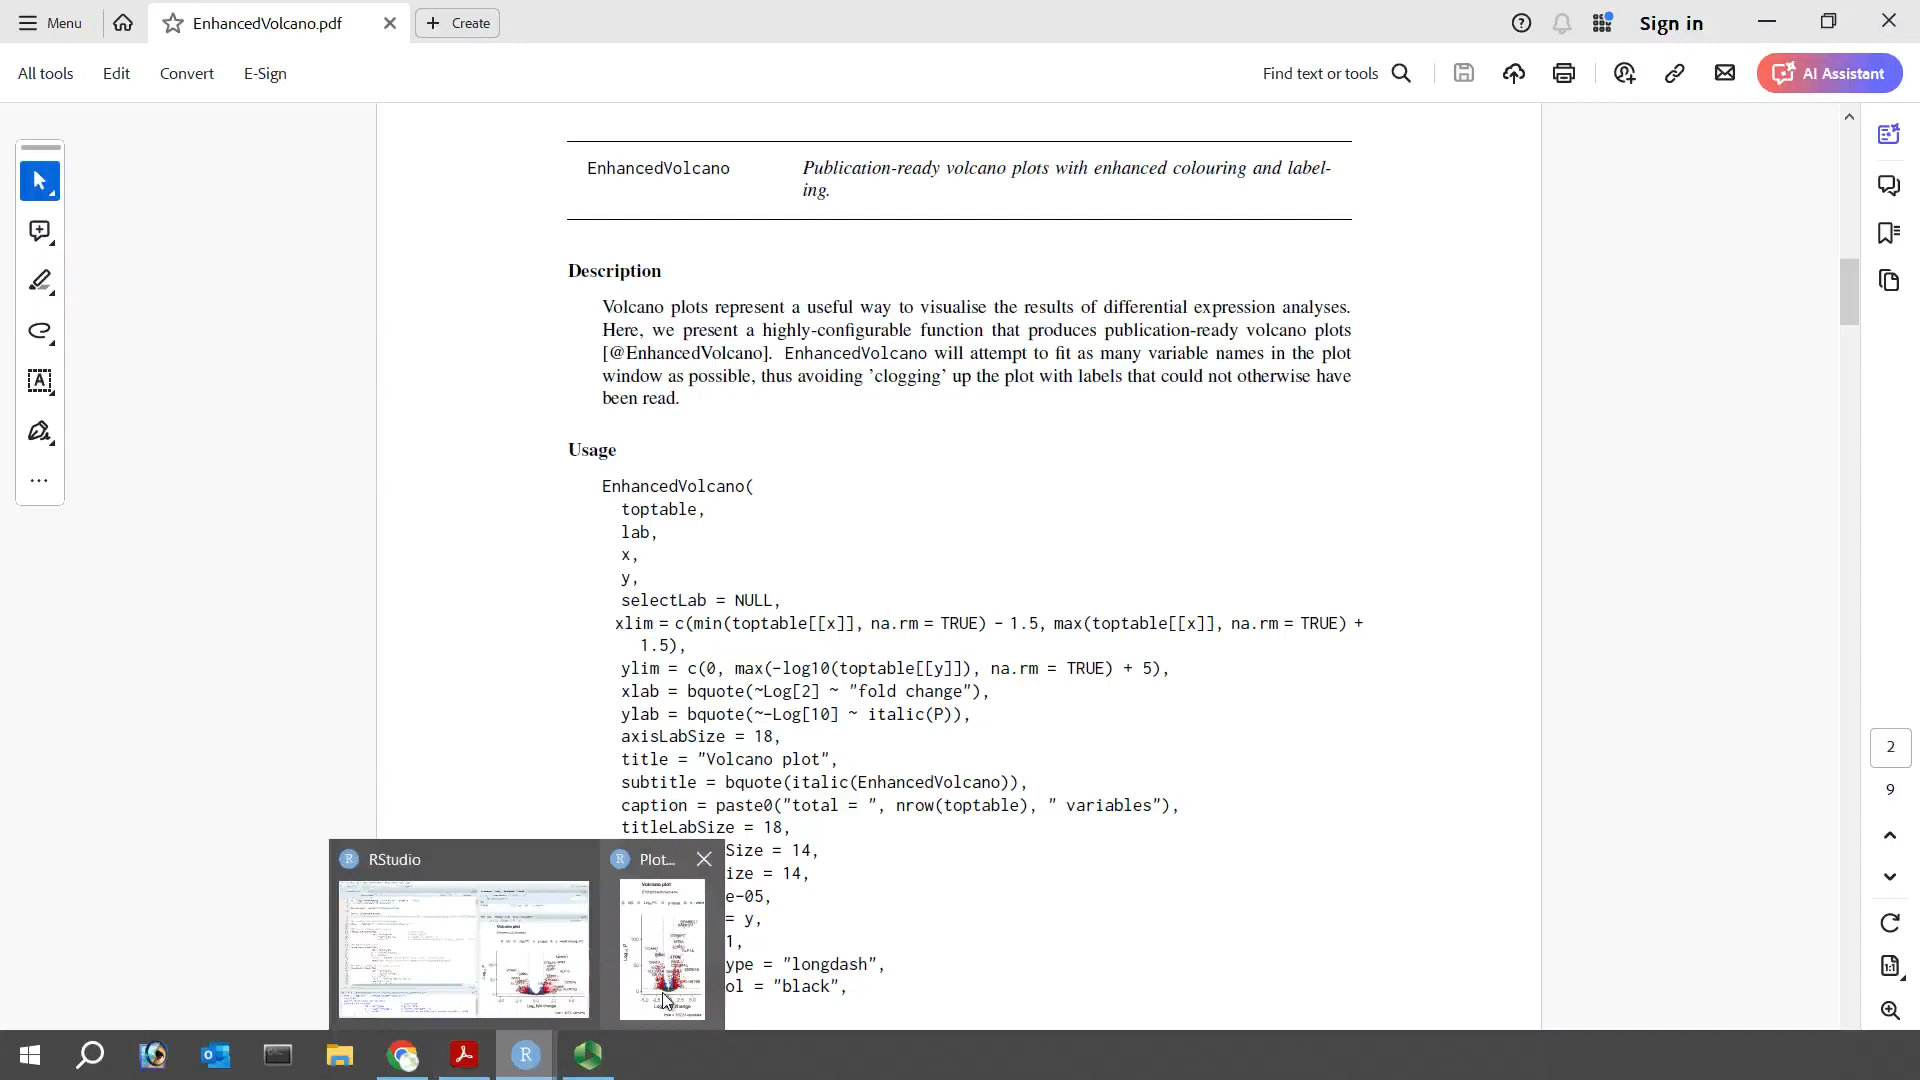 Menu
EnhancedVolcano.pdf
Create
Sign in
All tools
Edit
Convert
E-Sign
Find text or tools
AI Assistant
EnhancedVolcano
Publication-ready volcano plots with enhanced colouring and label-
ing.
Description
Volcano plots represent a useful way to visualise the results of differential expression analyses.
Here, we present a highly-configurable function that produces publication-ready volcano plots
[@EnhancedVolcano]. EnhancedVolcano will attempt to fit as many variable names in the plot
window as possible, thus avoiding ’clogging’ up the plot with labels that could not otherwise have
been read.
Usage
EnhancedVolcano(
toptable,
lab,
x,
y,
selectLab = NULL,
xlim = c(min(toptable[[x]], na.rm = TRUE) - 1.5, max(toptable[[x]], na.rm = TRUE) +
1.5),
ylim = c(0, max(-log10(toptable[[y]]), na.rm = TRUE) + 5),
xlab = bquote(~Log[2] ~ "fold change"),
ylab = bquote(~-Log[10] ~ italic(P)),
axisLabSize = 18,
title = "Volcano plot",
subtitle = bquote(italic(EnhancedVolcano)),
caption = paste0("total = ", nrow(toptable), " variables"),
titleLabSize = 18,
Size = 14,
ize = 14,
e-05,
= y,
1,
ype = "longdash",
ol = "black",
RStudio
Plot...
Volcano plot
2
9